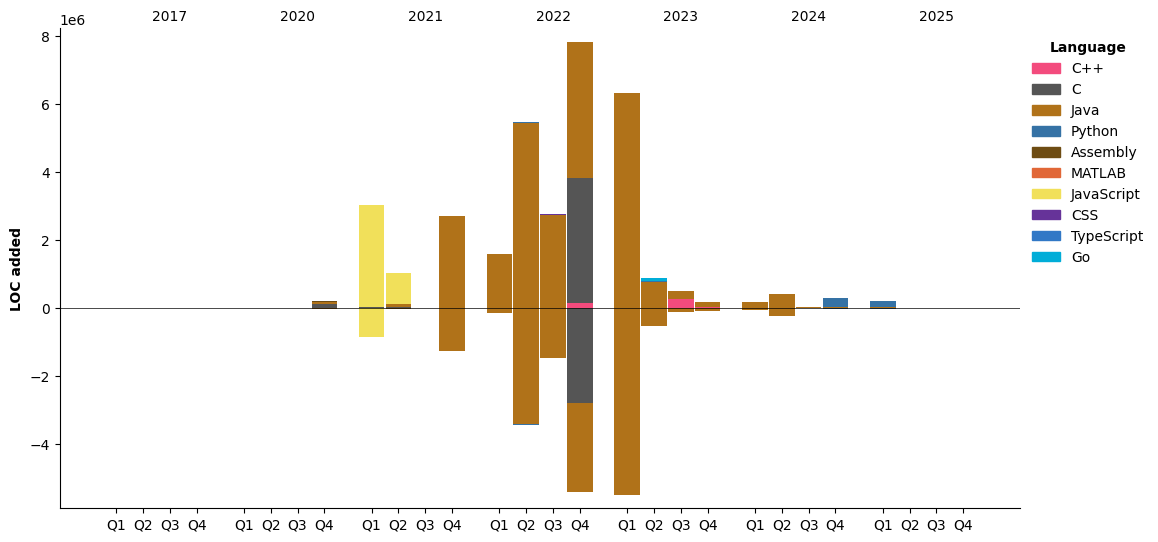 1e6
2017 2020 2021 2022 2023 2024 2025
8
6
4
2
0
−2
−4
LOC added
Q1 Q2 Q3 Q4 Q1 Q2 Q3 Q4 Q1 Q2 Q3 Q4 Q1 Q2 Q3 Q4 Q1 Q2 Q3 Q4 Q1 Q2 Q3 Q4 Q1 Q2 Q3 Q4
Language
C++
C
Java
Python
Assembly
MATLAB
JavaScript
CSS
TypeScript
Go